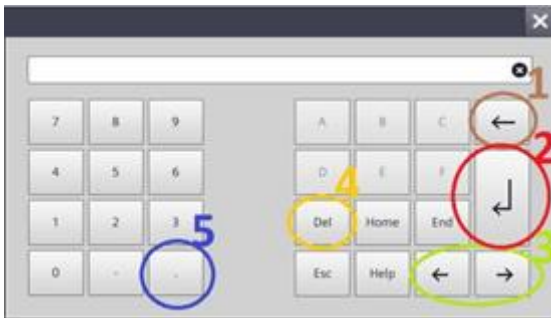 1
7 8 9 A B C ←
2
4 5 6 D E F ↵
4
1 2 3 Del Home End
5 3
0 - . Esc Help ← →